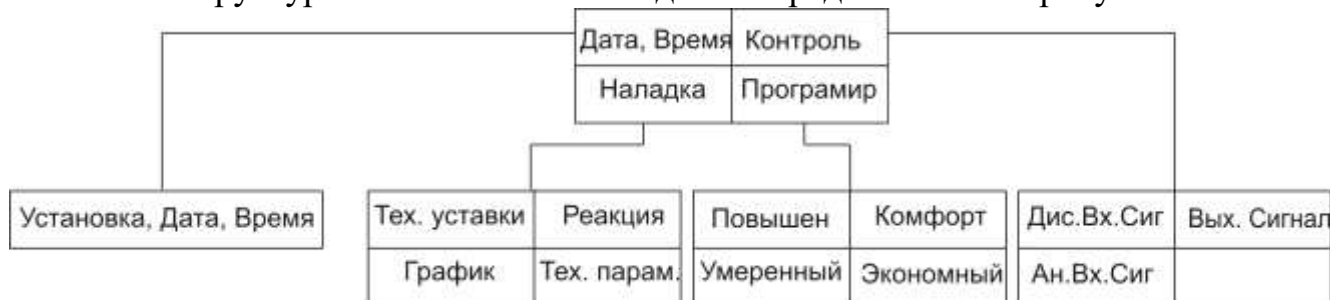 Дата, Время Контроль
Наладка Програмир
Установка, Дата, Время Тех. уставки Реакция Повышен Комфорт Дис.Вх.Сиг Вых. Сигнал
График Тех. парам. Умеренный Экономный Ан.Вх.Сиг